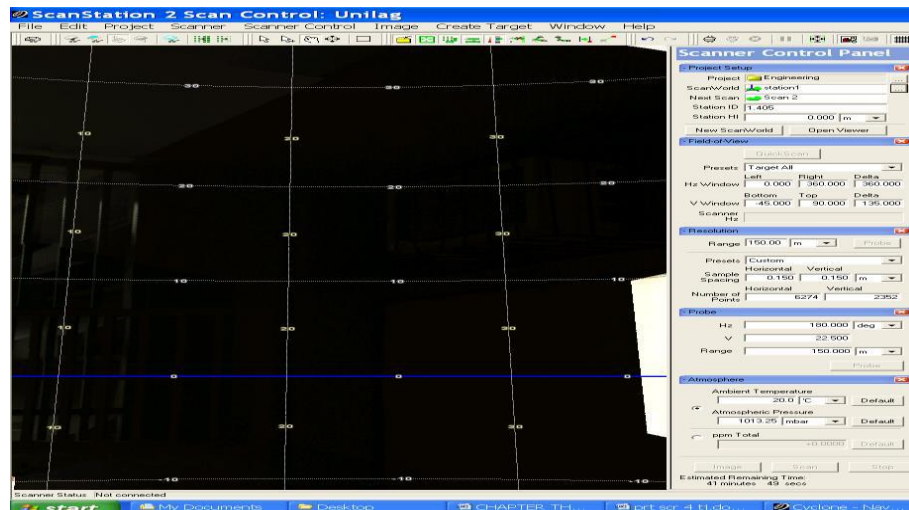 ScanStation 2 Scan Control: Unilag
File Edit Project Scanner Scanner Control Image Create Target Window Help
Scanner Control Panel
Project Setup
Project Engineering ...
ScanWorld station1 ...
Next Scan Scan 2
Station ID 1.405
Station HI 0.000 m
New ScanWorld Open Viewer
Field-of-View
QuickScan
Presets Target All
Left Right Delta
Hz Window 0.000 360.000 360.000
Bottom Top Delta
V Window -45.000 90.000 135.000
Scanner Hz
Resolution
Range 150.00 m Probe
Presets Custom
Horizontal Vertical
Sample Spacing 0.150 0.150 m
Horizontal Vertical
Number of Points 6274 2352
Probe
Hz 180.000 deg
V 22.500
Range 150.000 m
Probe
Atmosphere
Ambient Temperature
20.0 °C Default
Atmospheric Pressure
1013.25 mbar Default
ppm Total
+0.0000 Default
Image Scan Stop
Estimated Remaining Time:
41 minutes 49 secs
30 30 30
10 20 30
20 20 20
10 20 30
10 10 10
10 20 30
0 0 0
10 20 30
-10 -10 -10
Scanner Status Not connected
start My Documents Desktop CHAPTER TH... prt scr 4 t1.do... Cyclone - Nav...